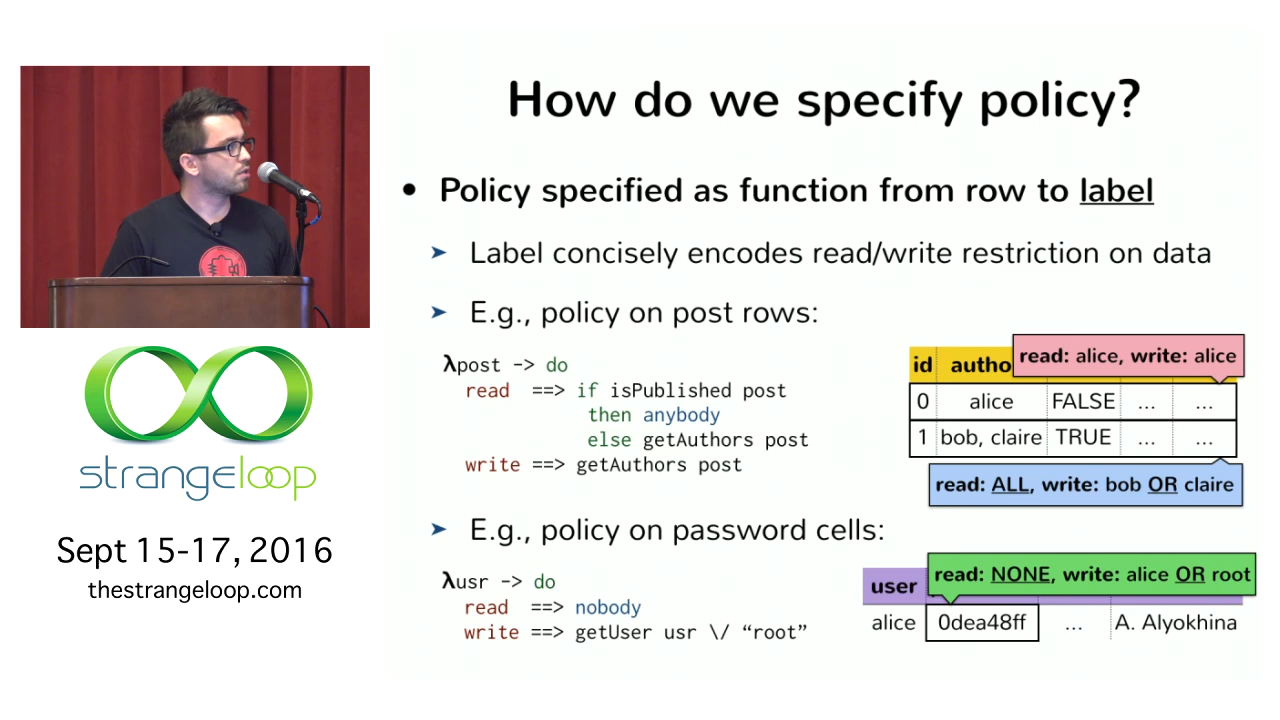 How do we specify policy?
• Policy specified as function from row to label
➤ Label concisely encodes read/write restriction on data
➤ E.g., policy on post rows:
λpost -> do
read ==> if isPublished post
then anybody
else getAuthors post
write ==> getAuthors post
read: alice, write: alice
id autho
0 alice FALSE ... ...
1 bob, claire TRUE ... ...
read: ALL, write: bob OR claire
➤ E.g., policy on password cells:
λusr -> do
read ==> nobody
write ==> getUser usr \/ “root”
read: NONE, write: alice OR root
user
alice 0dea48ff ... A. Alyokhina
strangeloop
Sept 15-17, 2016
thestrangeloop.com